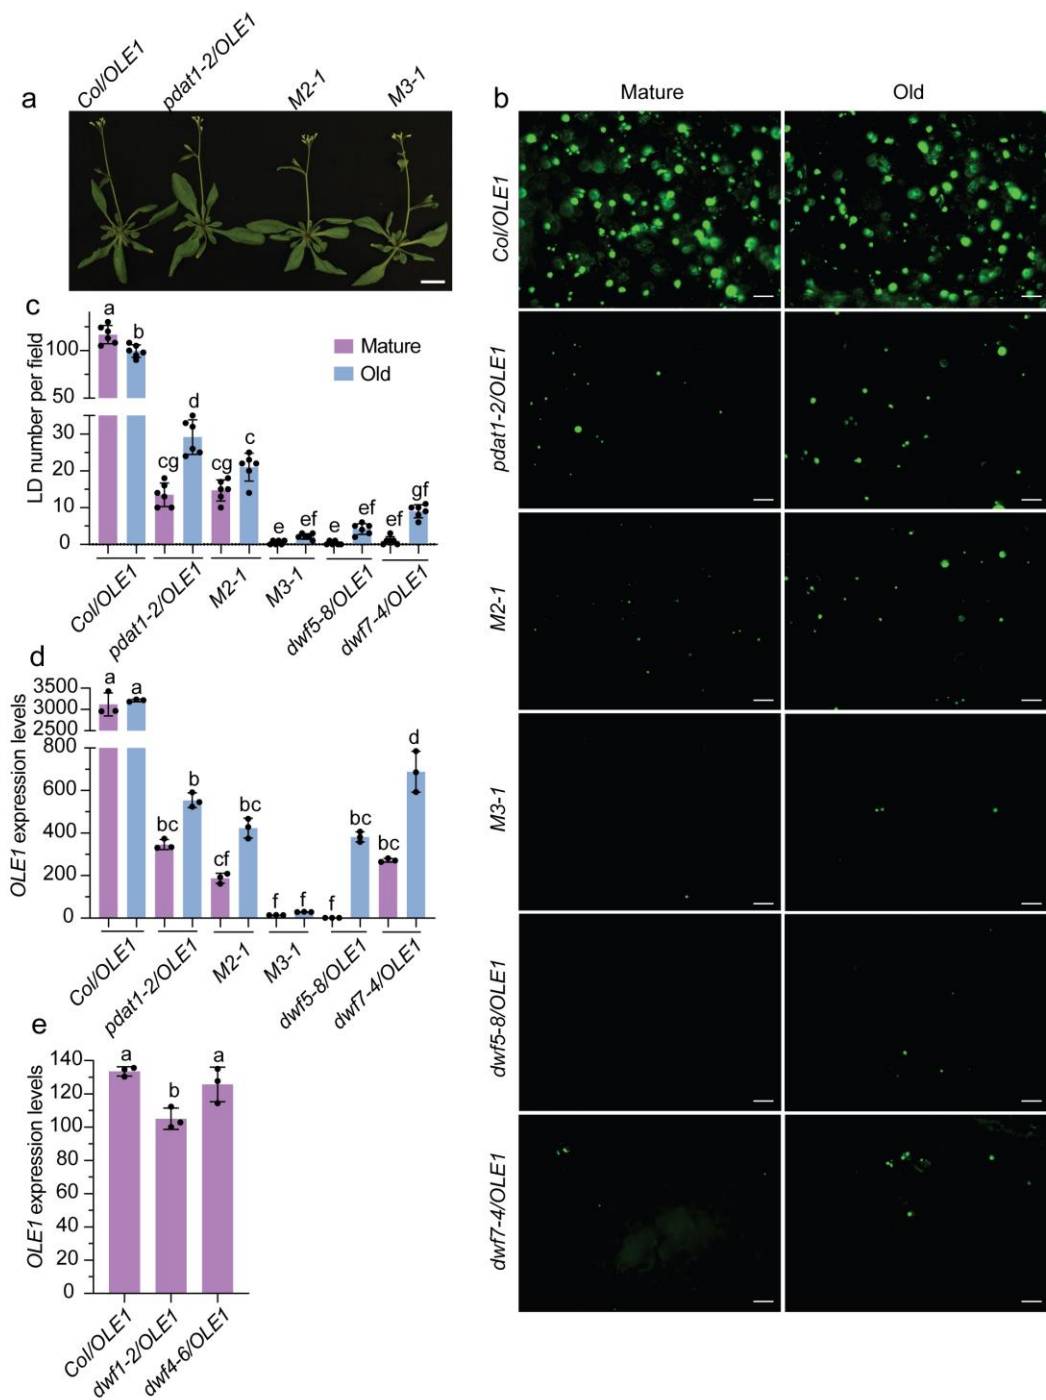 a
Col/OLE1
pdat1-2/OLE1
M2-1
M3-1
b
Mature
Old
Col/OLE1
pdat1-2/OLE1
M2-1
M3-1
dwf5-8/OLE1
dwf7-4/OLE1
c
LD number per field
100
50
30
20
10
0
a
b
cg
d
cg
c
e
ef
e
ef
ef
gf
Mature
Old
Col/OLE1
pdat1-2/OLE1
M2-1
M3-1
dwf5-8/OLE1
dwf7-4/OLE1
d
OLE1 expression levels
3500
3000
2500
800
600
400
200
0
a
a
bc
b
cf
bc
f
f
f
bc
bc
d
Col/OLE1
pdat1-2/OLE1
M2-1
M3-1
dwf5-8/OLE1
dwf7-4/OLE1
e
OLE1 expression levels
140
120
100
80
60
40
20
0
a
b
a
Col/OLE1
dwf1-2/OLE1
dwf4-6/OLE1